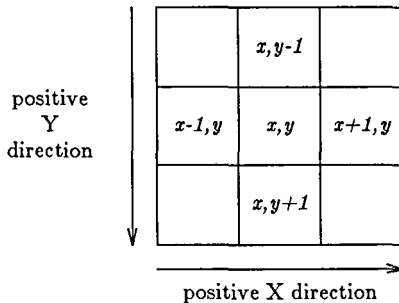 x,y-1
positive
Y
direction
x-1,y
x,y
x+1,y
x,y+1
positive X direction